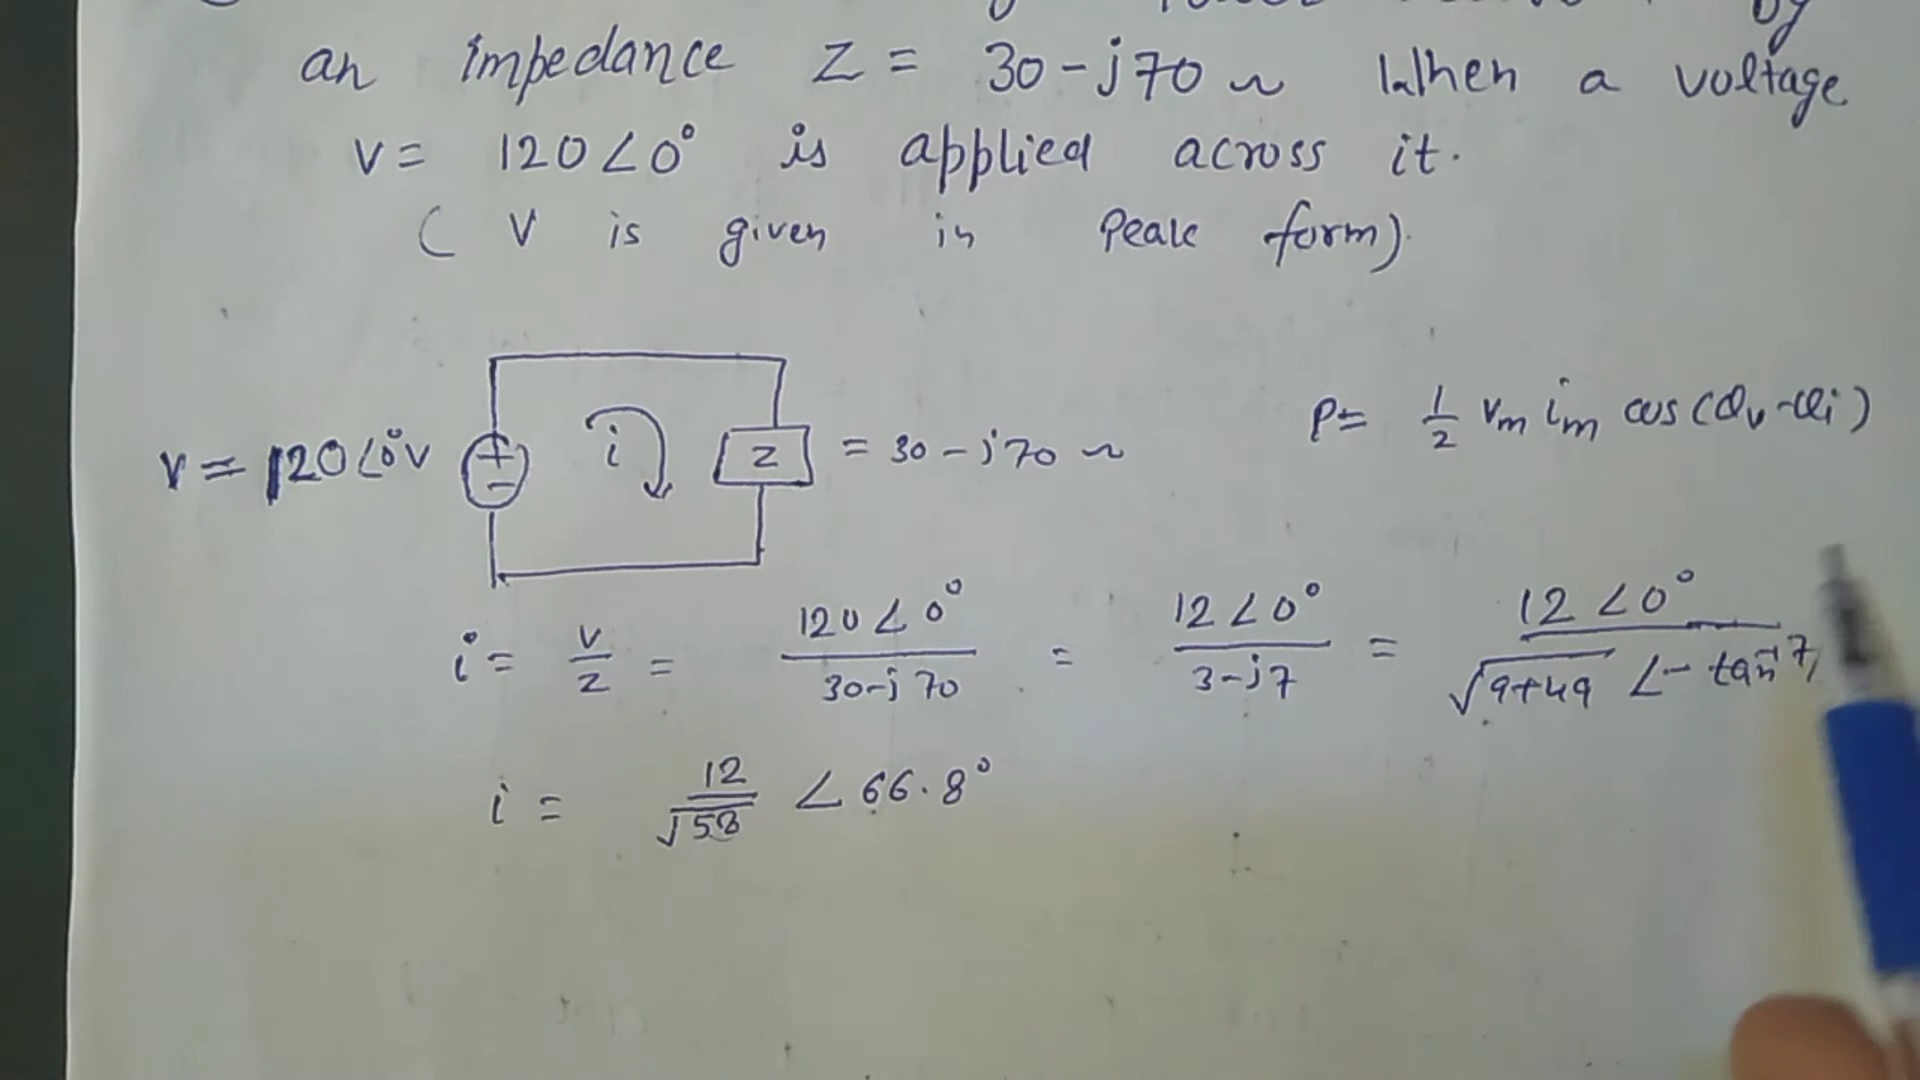 by
an impedance Z = 30-j70 ~ When a voltage
V = 120∠0° is applied across it.
( V is given in Peak form).
P= 1/2 Vm im cos(θv-θi)
V = 120∠0° V + - i Z = 30-j70 ~
i = V/Z = 120∠0°/30-j70 = 12∠0°/3-j7 = 12∠0°/√9+49 ∠-tan⁻¹7/
i = 12/√58 ∠66.8°